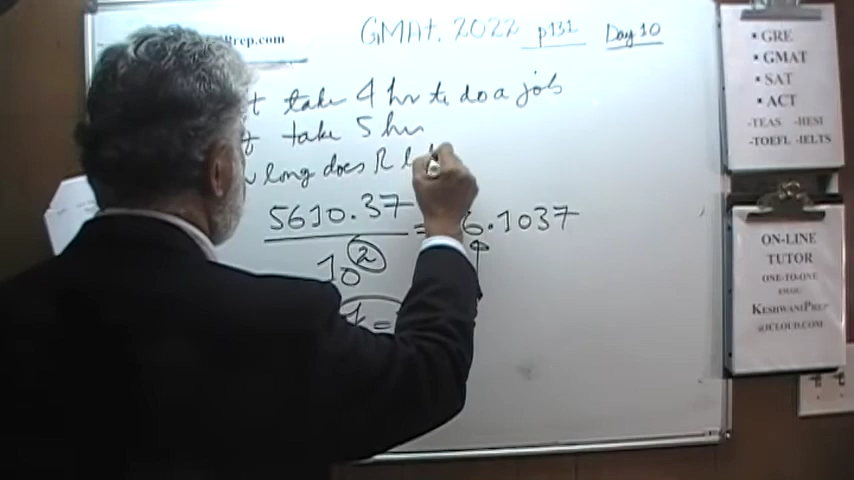 Prep.com
GMAT. 2022 p131 Day 10
t take 4 hr to do a job
t take 5 hr
long does R
5610.37
= 6.1037
10²
k =
▪ GRE
▪ GMAT
▪ SAT
▪ ACT
-TEAS -HESI
-TOEFL -IELTS
ON-LINE
TUTOR
ONE-TO-ONE
EMAIL:
KESHWANIPREP
@ICLOUD.COM